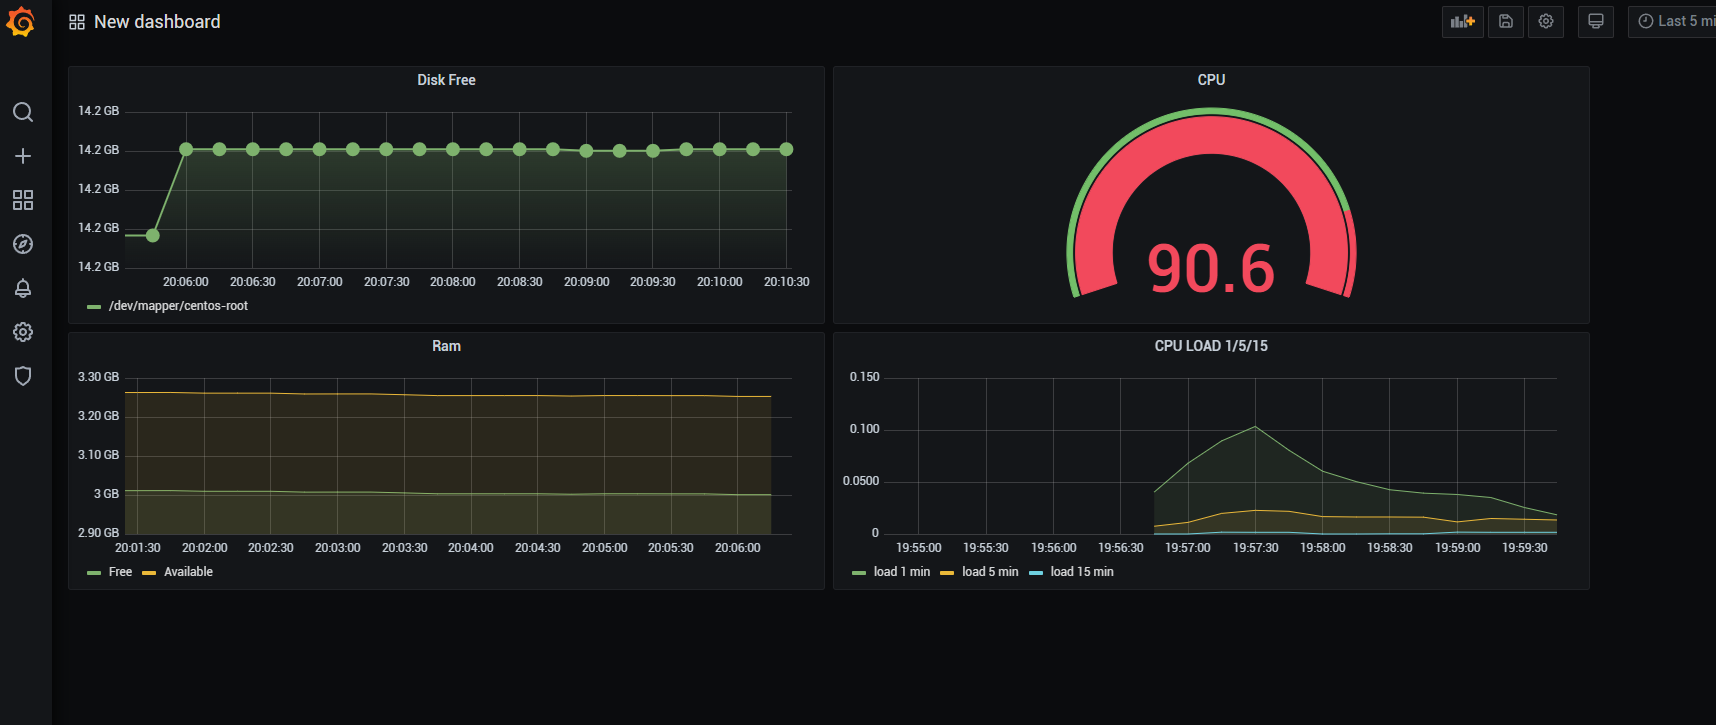 New dashboard
Last 5 mi
Disk Free
14.2 GB
14.2 GB
14.2 GB
14.2 GB
14.2 GB
20:06:00 20:06:30 20:07:00 20:07:30 20:08:00 20:08:30 20:09:00 20:09:30 20:10:00 20:10:30
/dev/mapper/centos-root
CPU
90.6
Ram
3.30 GB
3.20 GB
3.10 GB
3 GB
2.90 GB
20:01:30 20:02:00 20:02:30 20:03:00 20:03:30 20:04:00 20:04:30 20:05:00 20:05:30 20:06:00
Free Available
CPU LOAD 1/5/15
0.150
0.100
0.0500
0
19:55:00 19:55:30 19:56:00 19:56:30 19:57:00 19:57:30 19:58:00 19:58:30 19:59:00 19:59:30
load 1 min load 5 min load 15 min